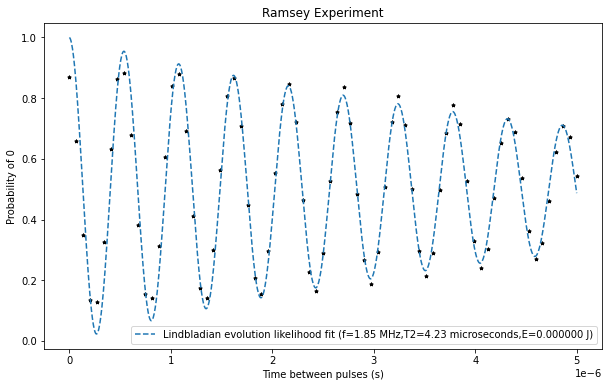 Ramsey Experiment
Probability of 0
1.0
0.8
0.6
0.4
0.2
0.0
Lindbladian evolution likelihood fit (f=1.85 MHz,T2=4.23 microseconds,E=0.000000 J)
0 1 2 3 4 5
1e−6
Time between pulses (s)